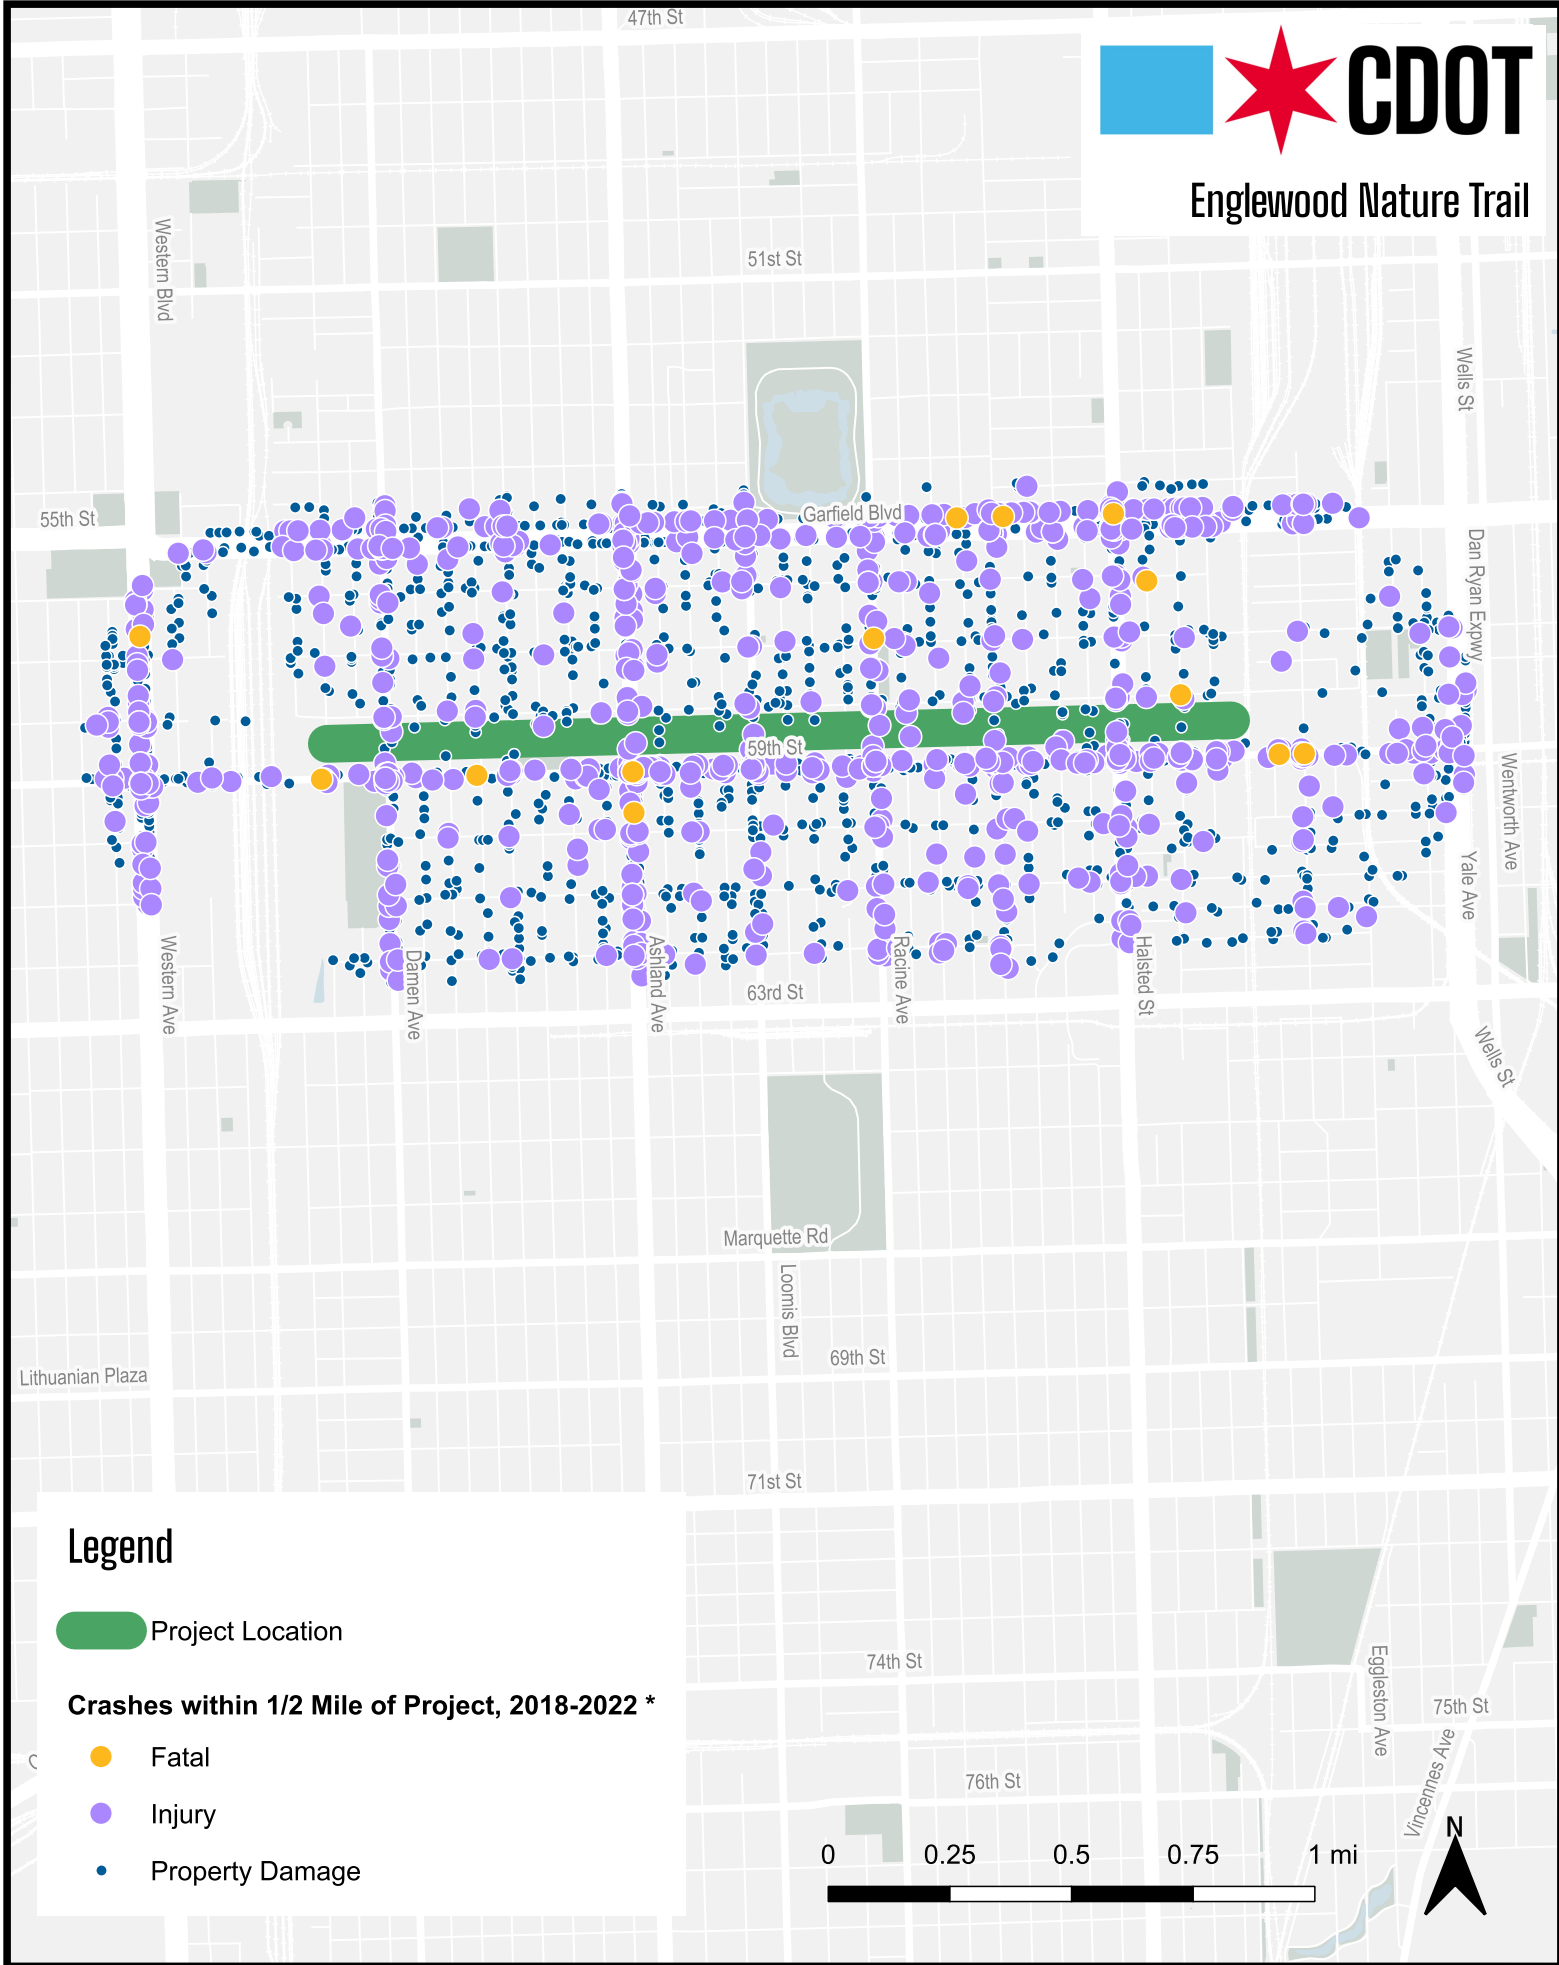 47th St
CDOT
Englewood Nature Trail
Western Blvd
51st St
Wells St
55th St
Garfield Blvd
Dan Ryan Expwy
59th St
Wentworth Ave
Yale Ave
Western Ave
Damen Ave
Ashland Ave
63rd St
Racine Ave
Halsted St
Wells St
Marquette Rd
Loomis Blvd
69th St
Lithuanian Plaza
71st St
Legend
Project Location
Crashes within 1/2 Mile of Project, 2018-2022 *
Fatal
Injury
Property Damage
74th St
Eggleston Ave
75th St
Vincennes Ave
76th St
N
0 0.25 0.5 0.75 1 mi